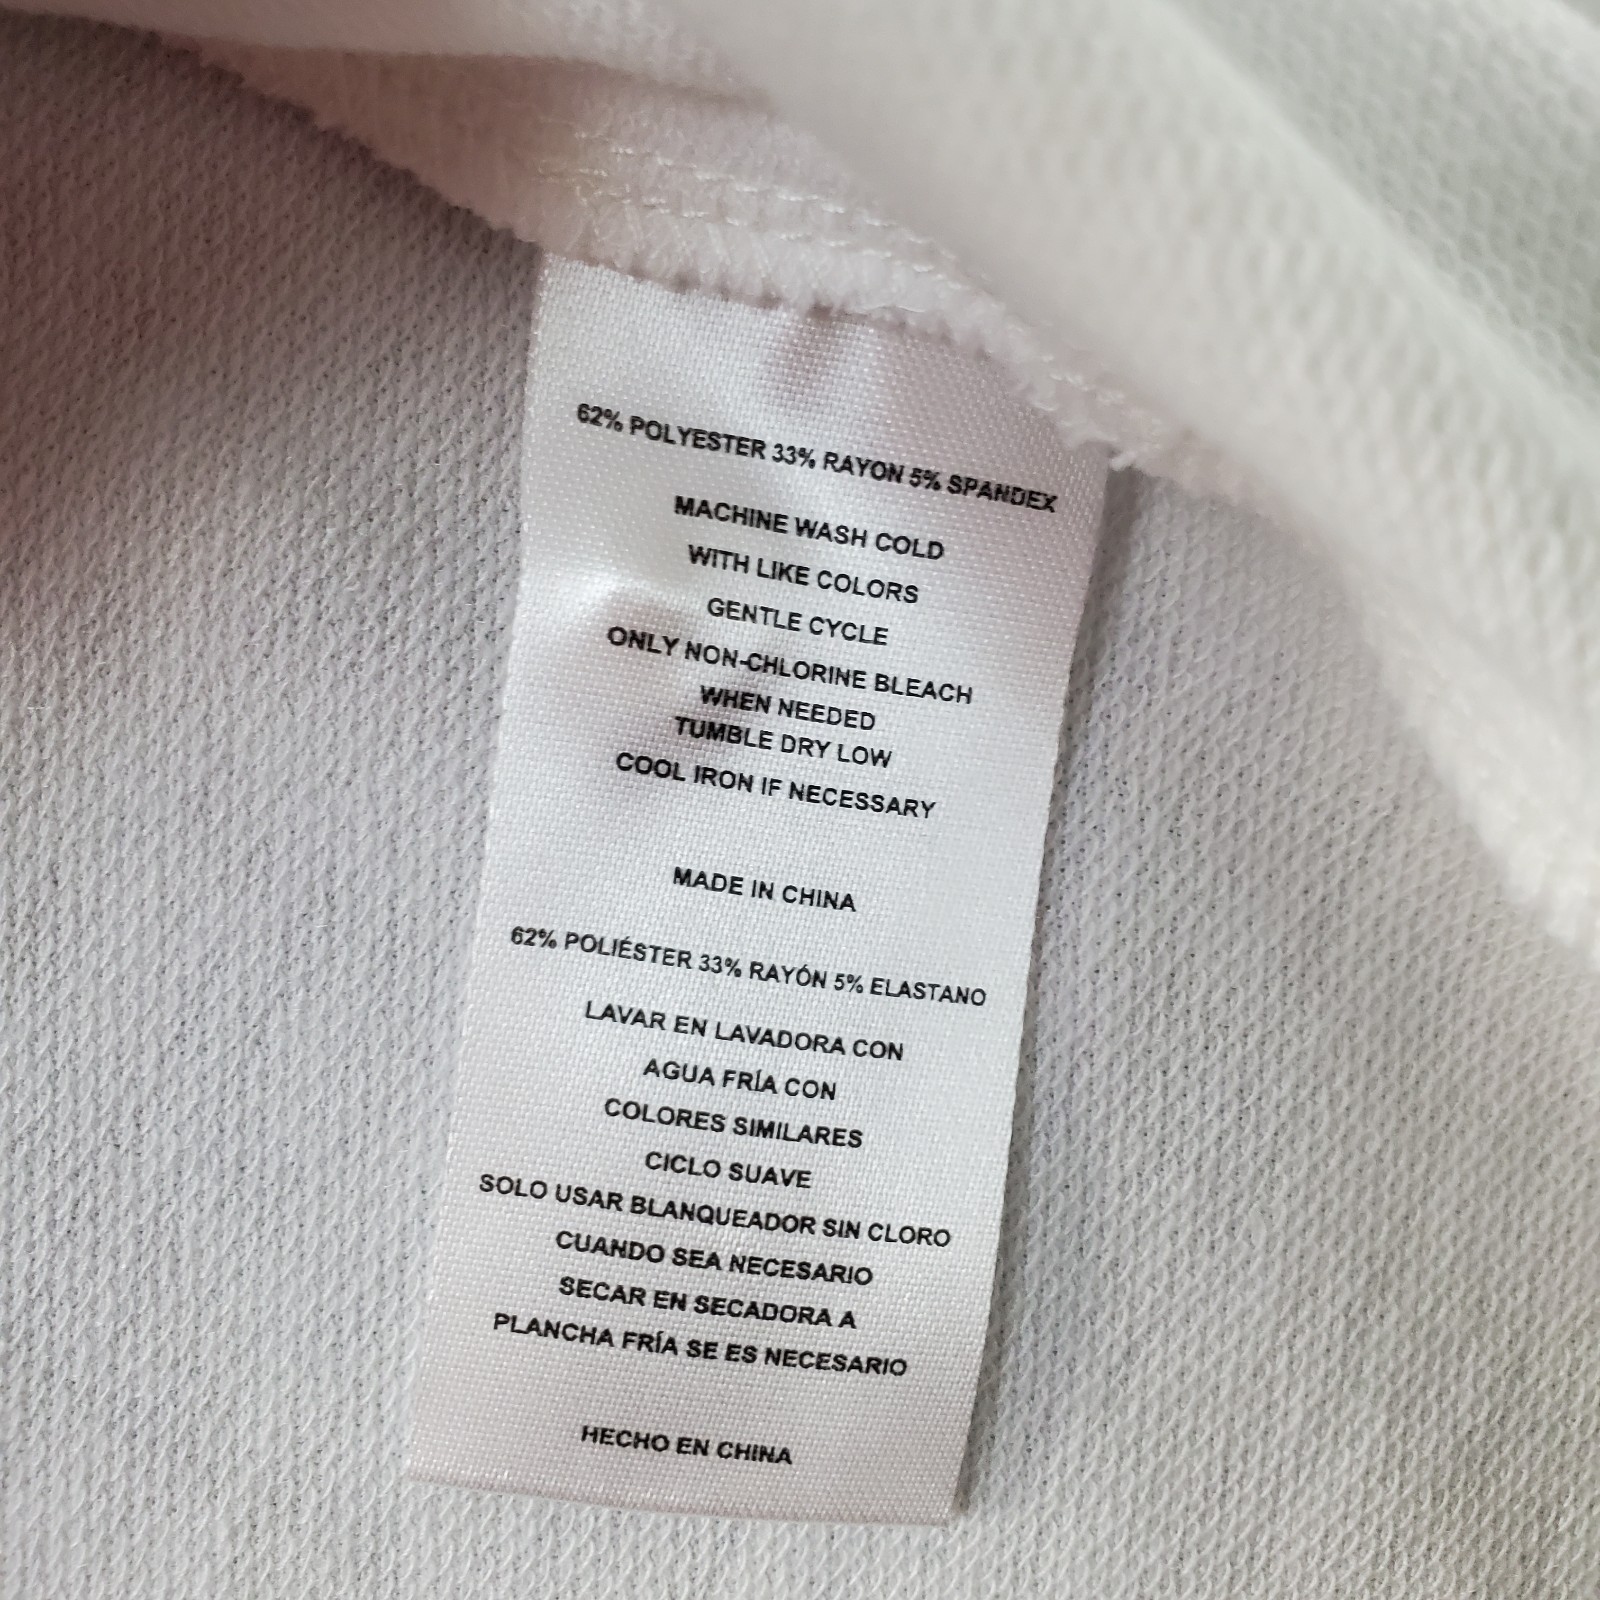 62% POLYESTER 33% RAYON 5% SPANDEX
MACHINE WASH COLD
WITH LIKE COLORS
GENTLE CYCLE
ONLY NON-CHLORINE BLEACH
WHEN NEEDED
TUMBLE DRY LOW
COOL IRON IF NECESSARY
MADE IN CHINA
62% POLIÉSTER 33% RAYÓN 5% ELASTANO
LAVAR EN LAVADORA CON
AGUA FRÍA CON
COLORES SIMILARES
CICLO SUAVE
SOLO USAR BLANQUEADOR SIN CLORO
CUANDO SEA NECESARIO
SECAR EN SECADORA A
PLANCHA FRÍA SE ES NECESARIO
HECHO EN CHINA